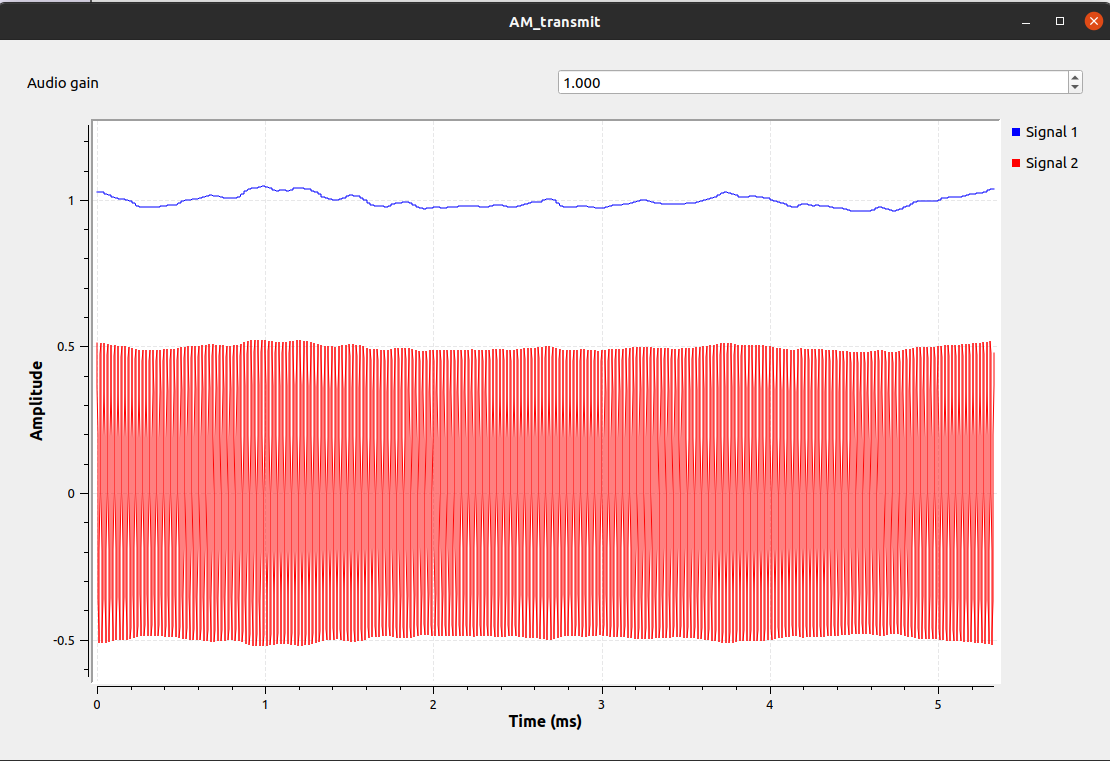 AM_transmit
Audio gain
1.000
Signal 1
Signal 2
1
0.5
0
-0.5
Amplitude
0 1 2 3 4 5
Time (ms)